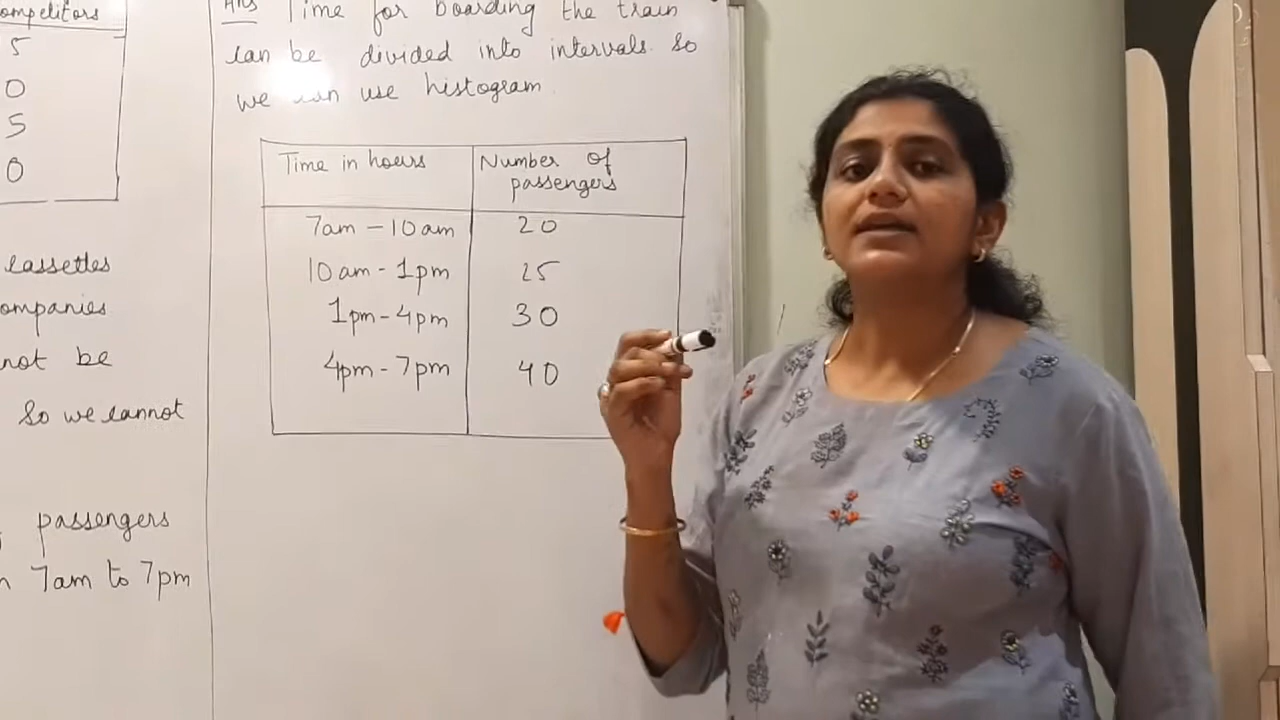 ompetitors
5
0
5
0
cassettes
ompanies
not be
So we cannot
passengers
7am to 7pm
Ans Time for boarding the train
can be divided into intervals. So
we can use histogram.
Time in hours Number of passengers
7am - 10am 20
10am - 1pm 25
1pm - 4pm 30
4pm - 7pm 40